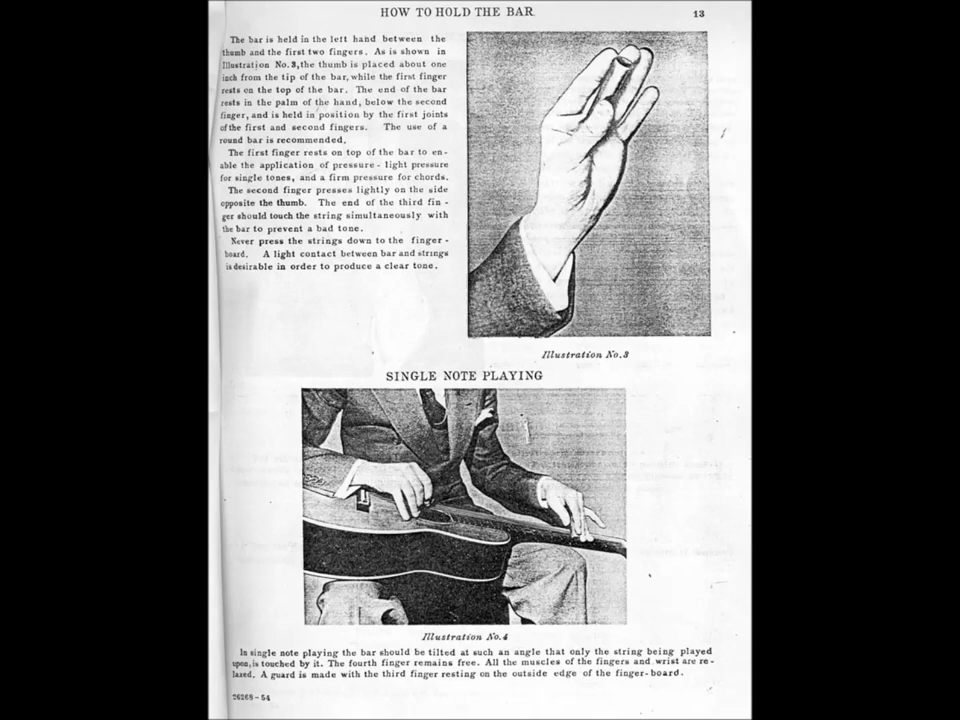 HOW TO HOLD THE BAR
13
The bar is held in the left hand between the
thumb and the first two fingers. As is shown in
Illustration No. 3, the thumb is placed about one
inch from the tip of the bar, while the first finger
rests on the top of the bar. The end of the bar
rests in the palm of the hand, below the second
finger, and is held in position by the first joints
of the first and second fingers. The use of a
round bar is recommended.
The first finger rests on top of the bar to en-
able the application of pressure - light pressure
for single tones, and a firm pressure for chords.
The second finger presses lightly on the side
opposite the thumb. The end of the third fin-
ger should touch the string simultaneously with
the bar to prevent a bad tone.
Never press the strings down to the finger-
board. A light contact between bar and strings
is desirable in order to produce a clear tone.
Illustration No. 3
SINGLE NOTE PLAYING
Illustration No. 4
In single note playing the bar should be tilted at such an angle that only the string being played
upon, is touched by it. The fourth finger remains free. All the muscles of the fingers and wrist are re-
laxed. A guard is made with the third finger resting on the outside edge of the finger-board.
26268-54